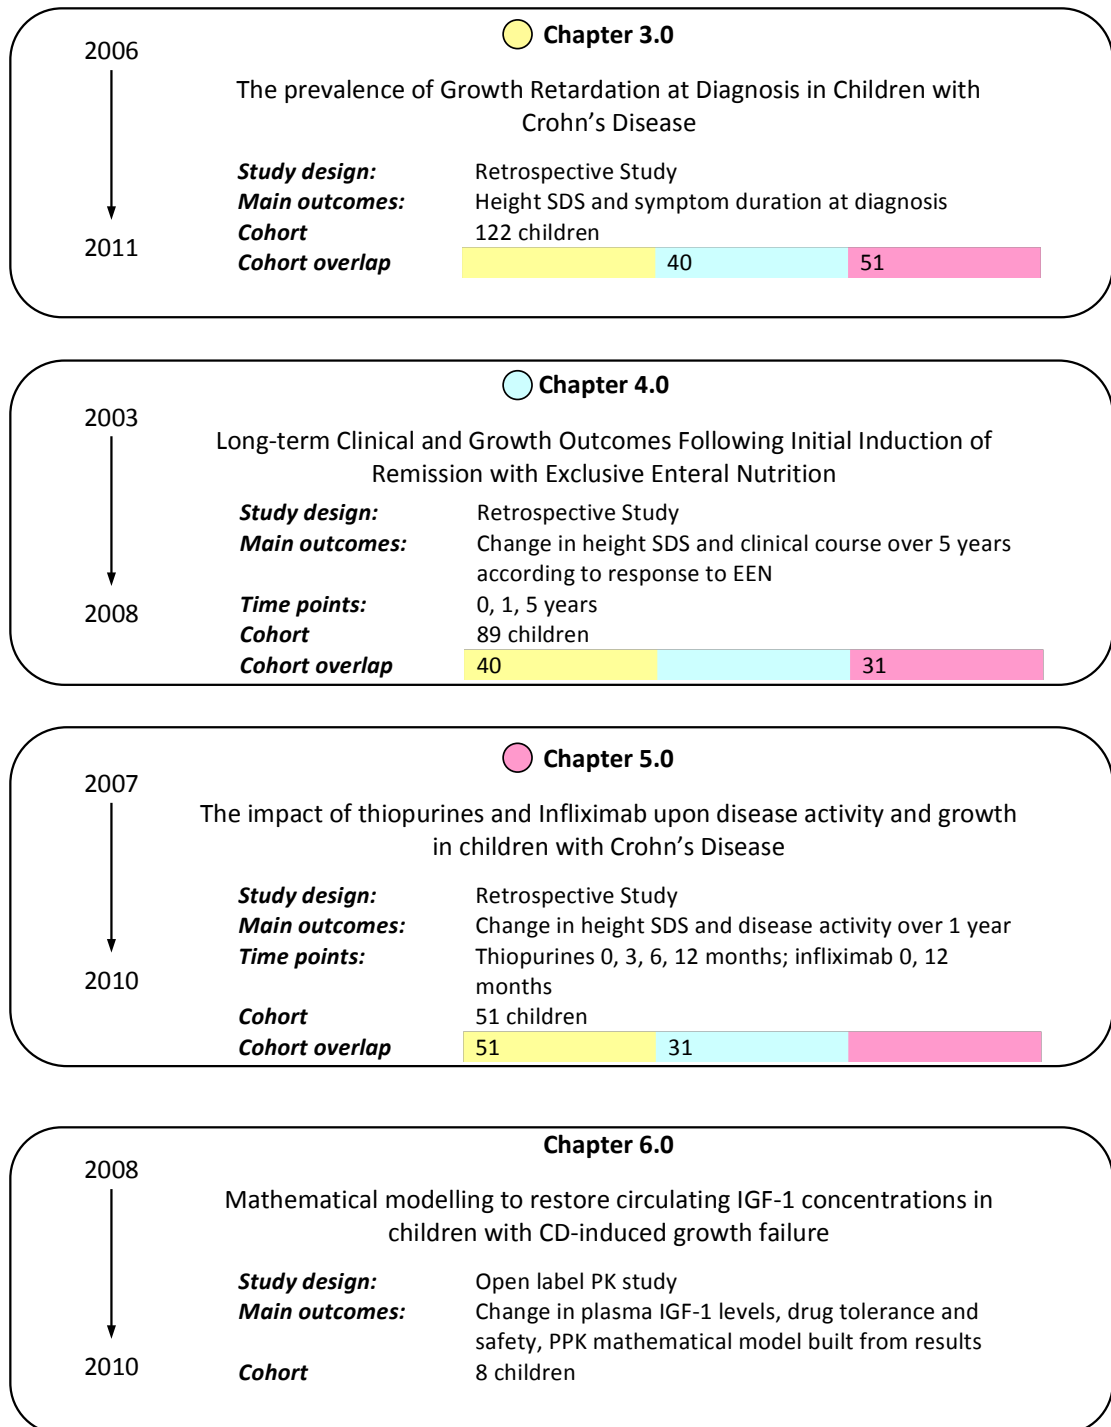 Chapter 3.0
2006
The prevalence of Growth Retardation at Diagnosis in Children with
Crohn's Disease
Study design: Retrospective Study
Main outcomes: Height SDS and symptom duration at diagnosis
Cohort 122 children
2011
Cohort overlap 40 51
Chapter 4.0
2003
Long-term Clinical and Growth Outcomes Following Initial Induction of
Remission with Exclusive Enteral Nutrition
Study design: Retrospective Study
Main outcomes: Change in height SDS and clinical course over 5 years
according to response to EEN
Time points: 0, 1, 5 years
2008
Cohort 89 children
Cohort overlap 40 31
Chapter 5.0
2007
The impact of thiopurines and Infliximab upon disease activity and growth
in children with Crohn's Disease
Study design: Retrospective Study
Main outcomes: Change in height SDS and disease activity over 1 year
Time points: Thiopurines 0, 3, 6, 12 months; infliximab 0, 12
months
2010
Cohort 51 children
Cohort overlap 51 31
Chapter 6.0
2008
Mathematical modelling to restore circulating IGF-1 concentrations in
children with CD-induced growth failure
Study design: Open label PK study
Main outcomes: Change in plasma IGF-1 levels, drug tolerance and
safety, PPK mathematical model built from results
2010
Cohort 8 children